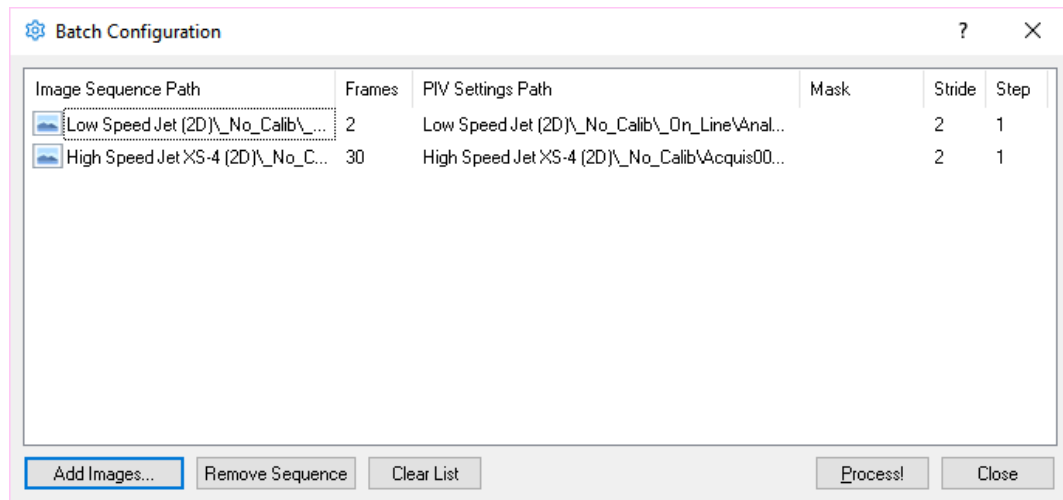 Batch Configuration ?
Image Sequence Path Frames PIV Settings Path Mask Stride Step
Low Speed Jet (2D)\_No_Calib\_... 2 Low Speed Jet (2D)\_No_Calib\_On_Line\Anal... 2 1
High Speed Jet XS-4 (2D)\_No_C... 30 High Speed Jet XS-4 (2D)\_No_Calib\Acquis00... 2 1
Add Images... Remove Sequence Clear List Process! Close